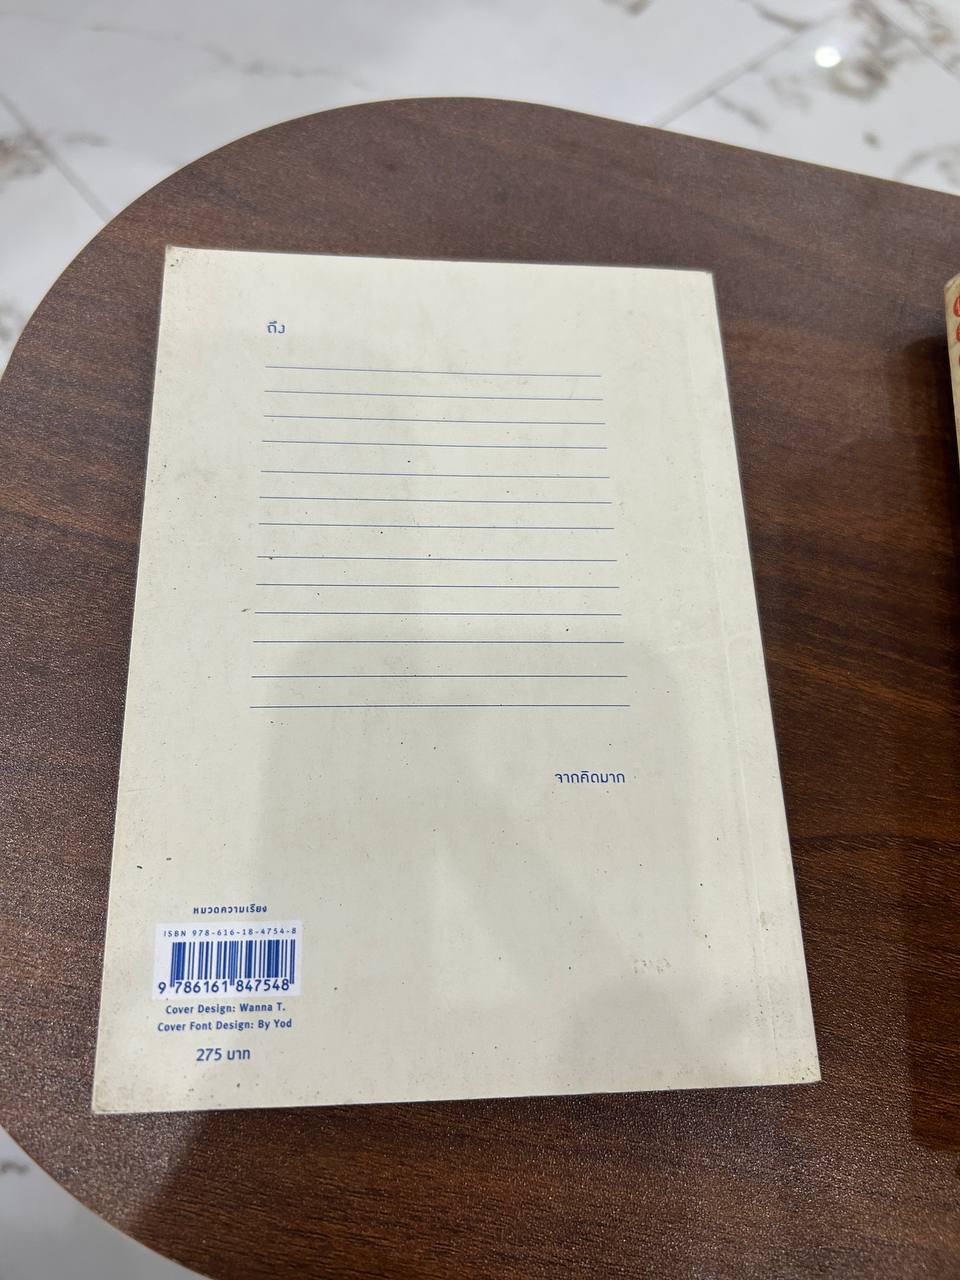 ถึง
จากคิดมาก
หมวดความเรียง
ISBN 978-616-18-4754-8
9 786161 847548
Cover Design: Wanna T.
Cover Font Design: By Yod
275 บาท